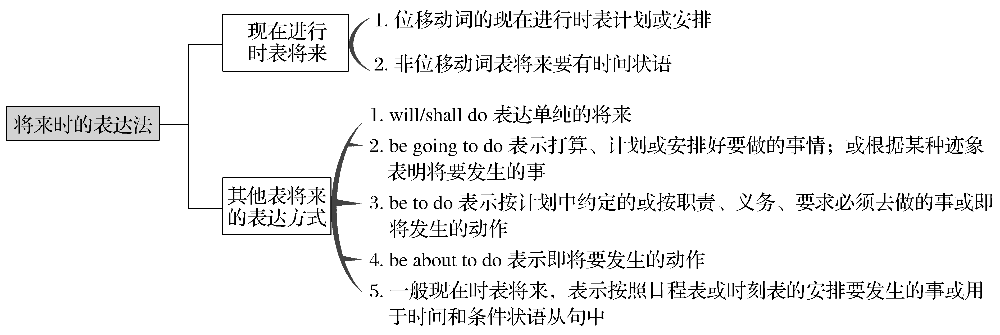 将来时的表达法
现在进行
时表将来
1. 位移动词的现在进行时表计划或安排
2. 非位移动词表将来要有时间状语
其他表将来
的表达方式
1. will/shall do 表达单纯的将来
2. be going to do 表示打算、计划或安排好要做的事情；或根据某种迹象
表明将要发生的事
3. be to do 表示按计划中约定的或按职责、义务、要求必须去做的事或即
将发生的动作
4. be about to do 表示即将要发生的动作
5. 一般现在时表将来，表示按照日程表或时刻表的安排要发生的事或用
于时间和条件状语从句中